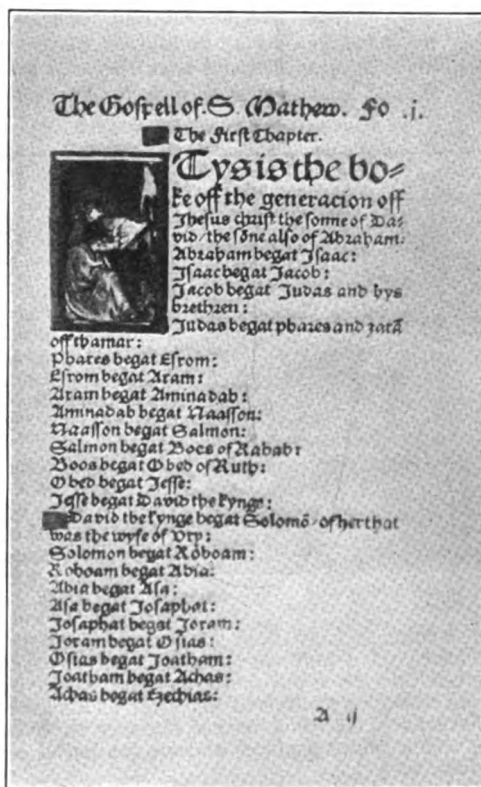 The Gospell of. S. Mathew. Fo .j.
The First Chapter.
Tys is the bo⸗
ke off the generacion off
Jhesus christ the sonne of Da⸗
vid / the sōne also of Abraham.
Abraham begat Isaac:
Isaac begat Jacob:
Jacob begat Judas and hys
brethren:
Judas begat phares and zarā
off thamar:
Phares begat Esrom:
Esrom begat Aram:
Aram begat Aminadab:
Aminadab begat Naasson:
Naasson begat Salmon:
Salmon begat Boos of Rahab:
Boos begat Obed of Ruth:
Obed begat Jesse:
Jesse begat David the kynge:
David the kynge begat Solomō / of her that
was the wyfe of Vry:
Solomon begat Roboam:
Roboam begat Abia:
Abia begat Asa:
Asa begat Josaphat:
Josaphat begat Joram:
Joram begat Osias:
Osias begat Joatham:
Joatham begat Achas:
Achas begat Ezechias:
A ij